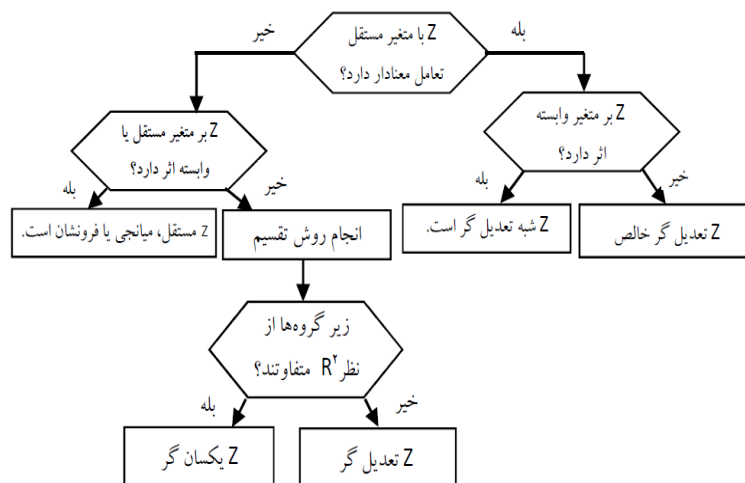 Z با متغیر مستقل
تعامل معنادار دارد؟
بله
خیر
Z بر متغیر وابسته
اثر دارد؟
Z بر متغیر مستقل یا
وابسته اثر دارد؟
خیر
بله
خیر
بله
Z تعدیل گر خالص
Z شبه تعدیل گر است.
انجام روش تقسیم
z مستقل، میانجی یا فرونشان است.
زیر گروه‌ها از
نظر R² متفاوتند؟
خیر
بله
Z تعدیل گر
Z یکسان گر